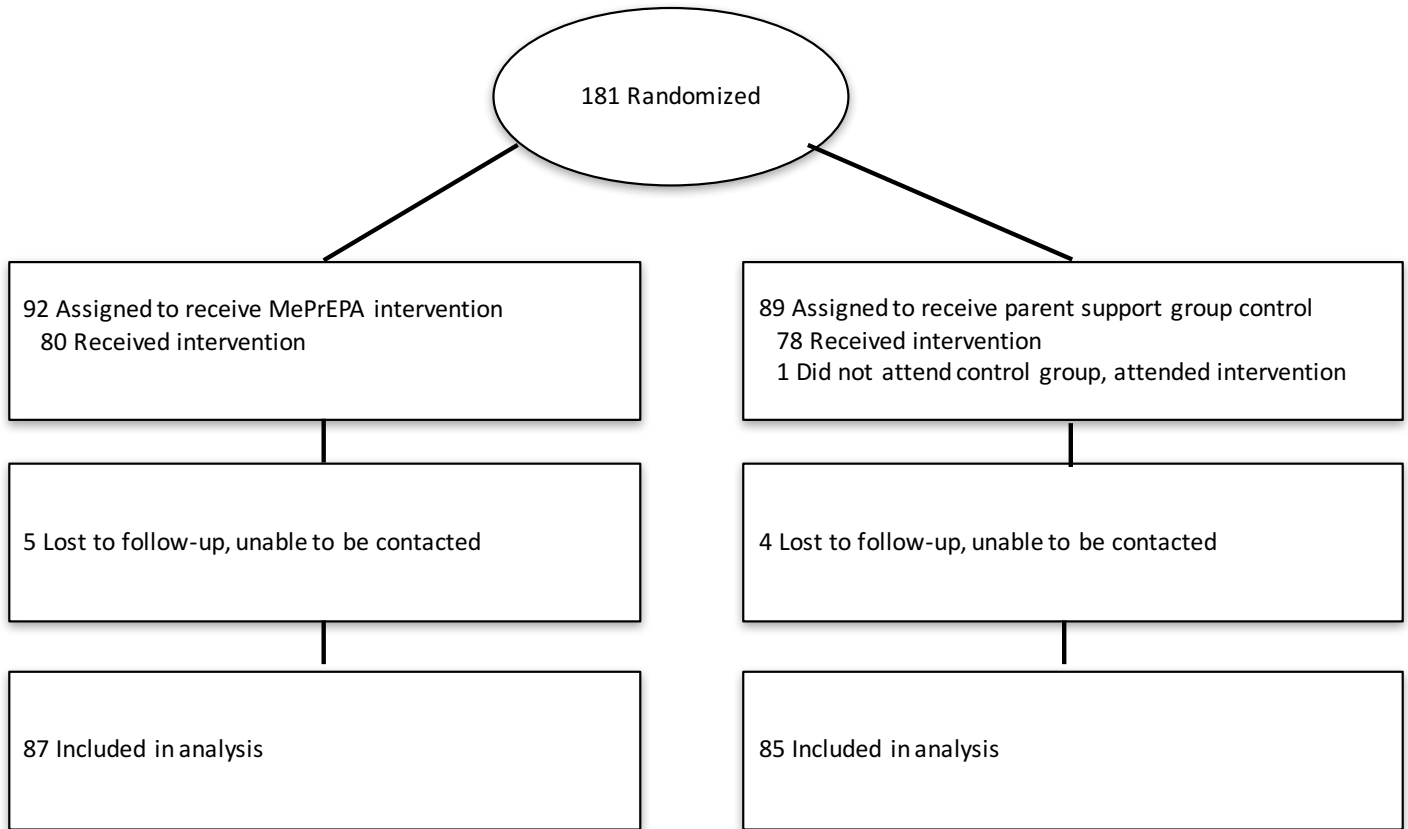 181 Randomized
92 Assigned to receive MePrEPA intervention
80 Received intervention
89 Assigned to receive parent support group control
78 Received intervention
1 Did not attend control group, attended intervention
5 Lost to follow-up, unable to be contacted
4 Lost to follow-up, unable to be contacted
87 Included in analysis
85 Included in analysis